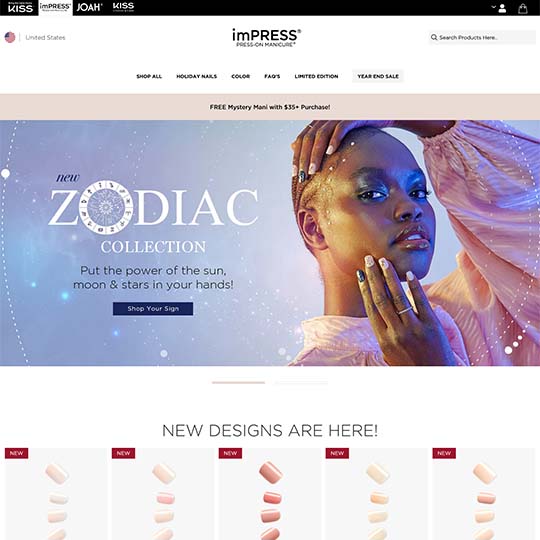 KISS
imPRESS
JOAH
KISS
United States
imPRESS®
PRESS-ON MANICURE®
Search Products Here..
SHOP ALL HOLIDAY NAILS COLOR FAQ'S LIMITED EDITION YEAR END SALE
FREE Mystery Mani with $35+ Purchase!
new
ZODIAC
COLLECTION
Put the power of the sun,
moon & stars in your hands!
Shop Your Sign
NEW DESIGNS ARE HERE!
NEW NEW NEW NEW NEW